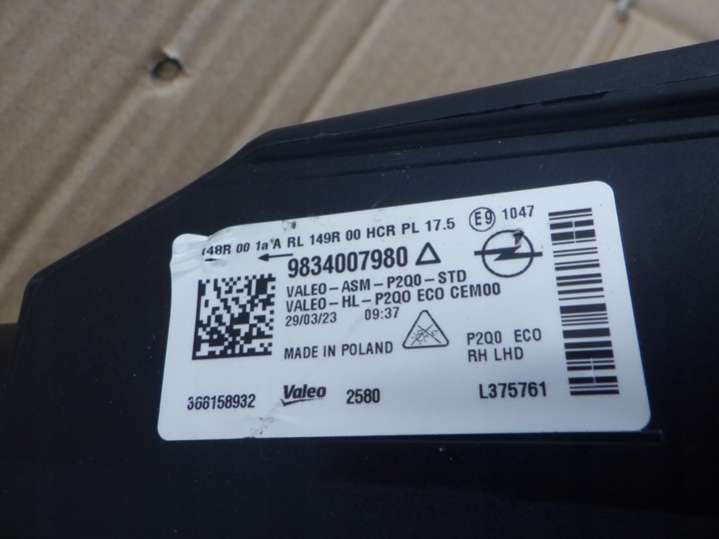 148R 00 1a A RL 149R 00 HCR PL 17.5
E9 1047
9834007980
VALEO-ASM-P2Q0-STD
VALEO-HL-P2Q0 ECO CEM00
29/03/23 09:37
MADE IN POLAND
P2Q0 ECO
RH LHD
366158932 Valeo 2580 L375761